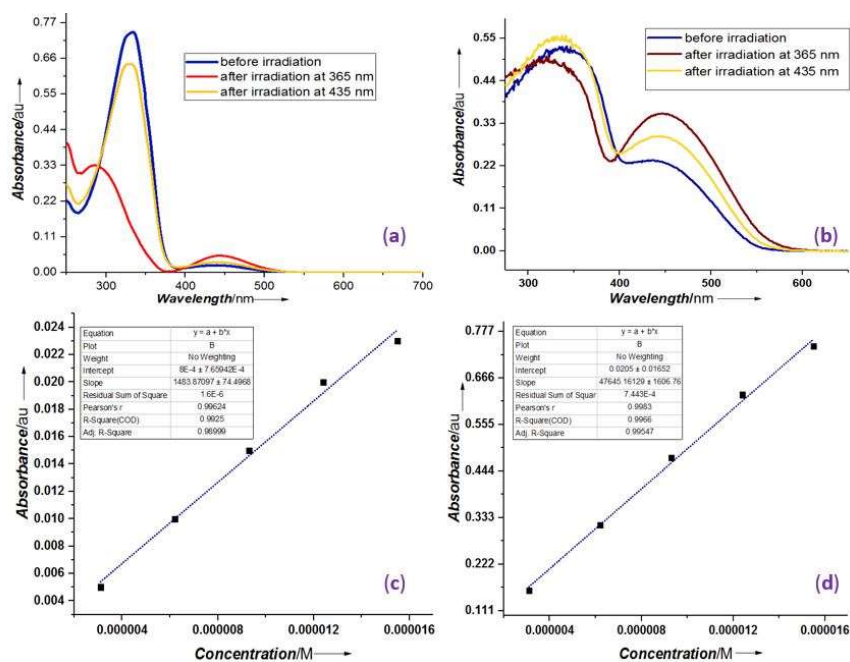 0.77
0.66
0.55
0.44
0.33
0.22
0.11
0.00
Absorbance/au
before irradiation
after irradiation at 365 nm
after irradiation at 435 nm
(a)
300 400 500 600 700
Wavelength/nm
0.55
0.44
0.33
0.22
0.11
0.00
Absorbance/au
before irradiation
after irradiation at 365 nm
after irradiation at 435 nm
(b)
300 400 500 600
Wavelength/nm
0.024
0.022
0.020
0.018
0.016
0.014
0.012
0.010
0.008
0.006
0.004
Absorbance/au
Equation y = a + b*x
Plot B
Weight No Weighting
Intercept 8E-4 ± 7.65942E-4
Slope 1483.87097 ± 74.4968
Residual Sum of Square 1.6E-6
Pearson's r 0.99624
R-Square(COD) 0.9925
Adj. R-Square 0.98999
(c)
0.000004 0.000008 0.000012 0.000016
Concentration/M
0.777
0.666
0.555
0.444
0.333
0.222
0.111
Absorbance/au
Equation y = a + b*x
Plot B
Weight No Weighting
Intercept 0.0205 ± 0.01652
Slope 47645.16129 ± 1606.76
Residual Sum of Square 7.443E-4
Pearson's r 0.9983
R-Square(COD) 0.9966
Adj. R-Square 0.99547
(d)
0.000004 0.000008 0.000012 0.000016
Concentration/M